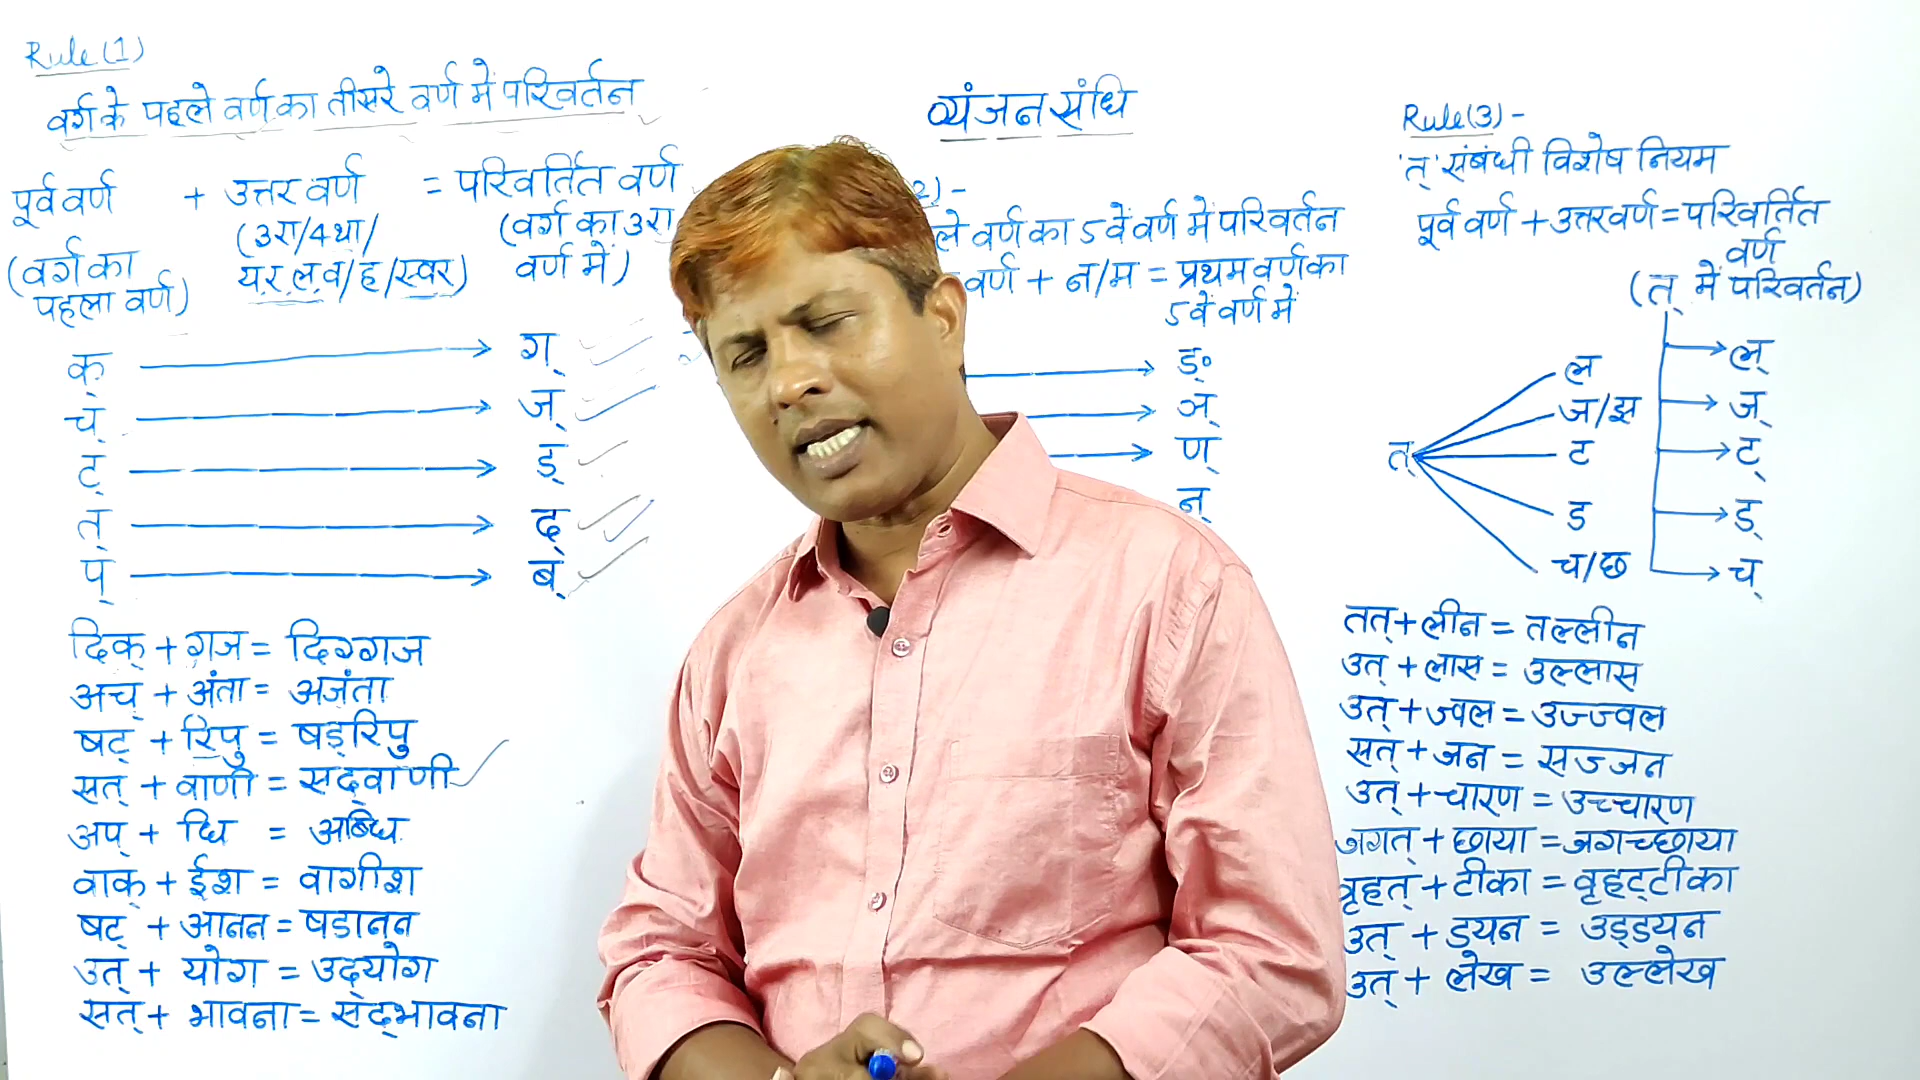 Rule(1)
वर्ग के पहले वर्ण का तीसरे वर्ण में परिवर्तन
पूर्व वर्ण + उत्तर वर्ण = परिवर्तित वर्ण
(वर्ग का पहला वर्ण) (3रा/4था/ य र ल व/ह/स्वर) (वर्ग का 3रा वर्ण में)
क् ग्
च् ज्
ट् ड्
त् द्
प् ब्
दिक् + गज = दिग्गज
अच् + अंता = अजंता
षट् + रिपु = षड्रिपु
सत् + वाणी = सद्वाणी
अप् + धि = अब्धि
वाक् + ईश = वागीश
षट् + आनन = षडानन
उत् + योग = उद्योग
सत् + भावना = सद्भावना
व्यंजन संधि
2) -
ले वर्ण का 5वें वर्ण में परिवर्तन
वर्ण + न/म = प्रथम वर्ण का
5वें वर्ण में
ङ्
ञ्
ण्
न्
Rule(3) -
'त्' संबंधी विशेष नियम
पूर्व वर्ण + उत्तर वर्ण = परिवर्तित
वर्ण
(त् में परिवर्तन)
त्
ल ल्
ज/झ ज्
ट ट्
ड ड्
च/छ च्
तत् + लीन = तल्लीन
उत् + लास = उल्लास
उत् + ज्वल = उज्ज्वल
सत् + जन = सज्जन
उत् + चारण = उच्चारण
जगत् + छाया = जगच्छाया
बृहत् + टीका = वृहट्टीका
उत् + डयन = उड्डयन
उत् + लेख = उल्लेख